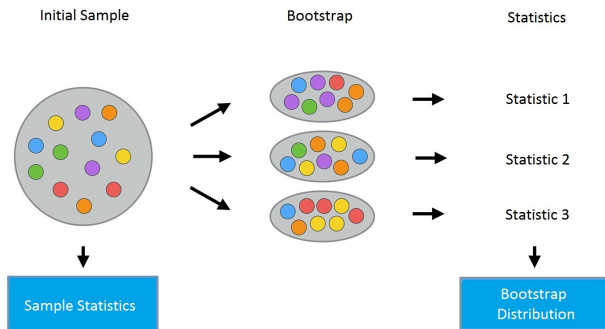 Initial Sample
Bootstrap
Statistics
Statistic 1
Statistic 2
Statistic 3
Sample Statistics
Bootstrap
Distribution